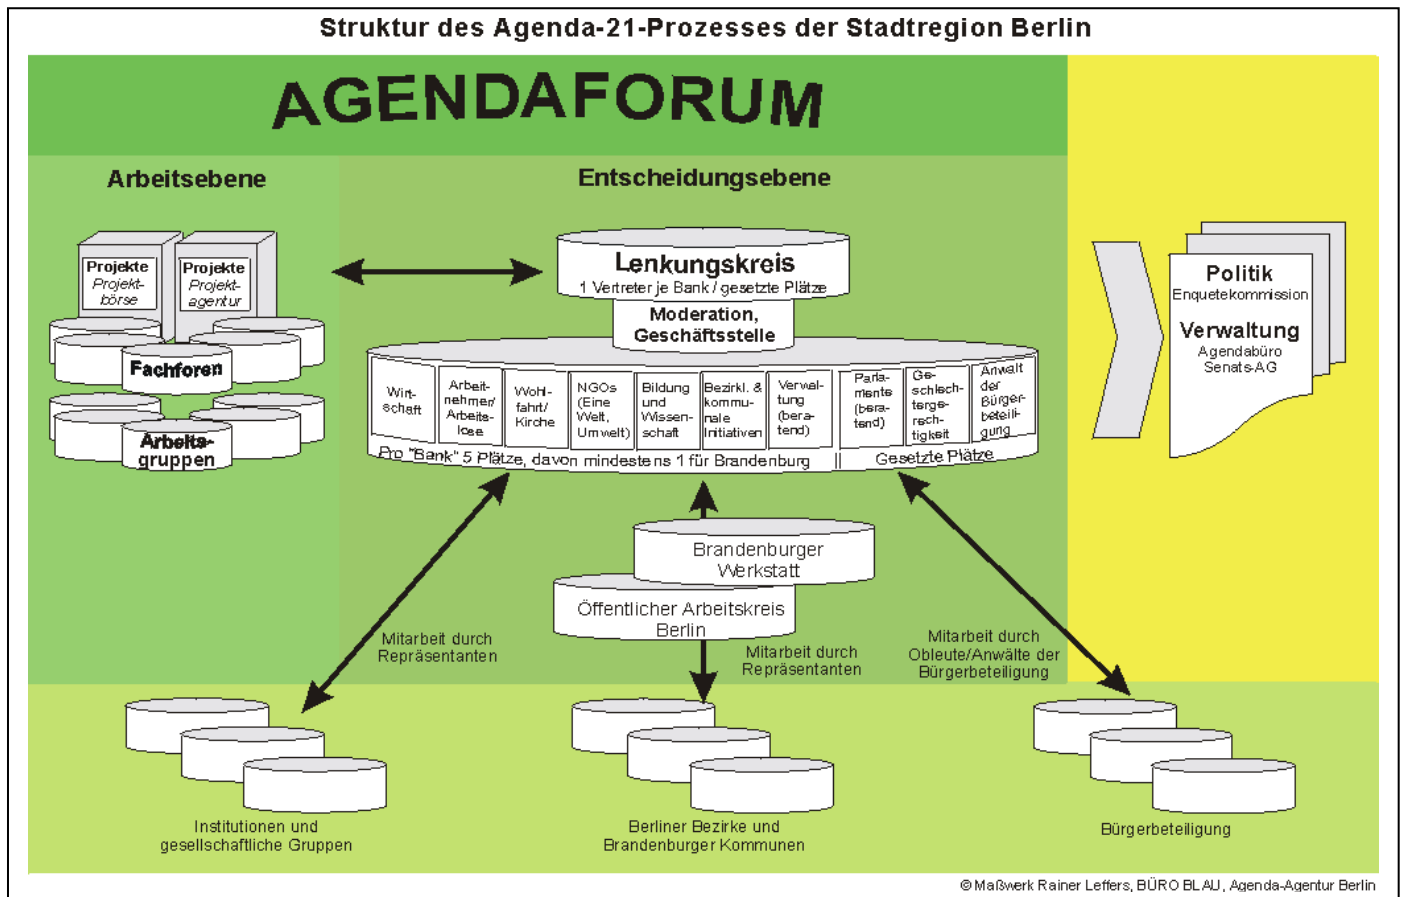 Struktur des Agenda-21-Prozesses der Stadtregion Berlin
AGENDAFORUM
Arbeitsebene
Entscheidungsebene
Projekte
Projekt-
börse
Projekte
Projekt-
agentur
Fachforen
Arbeits-
gruppen
Lenkungskreis
1 Vertreter je Bank / gesetzte Plätze
Moderation,
Geschäftsstelle
Wirt-
schaft
Arbeit-
nehmer/
Arbeits-
lose
Wohl-
fahrt/
Kirche
NGOs
(Eine
Welt,
Umwelt)
Bildung
und
Wissen-
schaft
Bezirkl. &
kommu-
nale
Initiativen
Verwal-
tung
(bera-
tend)
Parla-
mente
(bera-
tend)
Ge-
schlech-
terge-
rech-
tigkeit
Anwalt
der
Bürger-
beteili-
gung
Pro "Bank" 5 Plätze, davon mindestens 1 für Brandenburg || Gesetzte Plätze
Politik
Enquetekommission
Verwaltung
Agendabüro
Senats-AG
Brandenburger
Werkstatt
Öffentlicher Arbeitskreis
Berlin
Mitarbeit durch
Repräsentanten
Mitarbeit durch
Repräsentanten
Mitarbeit durch
Obleute/Anwälte der
Bürgerbeteiligung
Institutionen und
gesellschaftliche Gruppen
Berliner Bezirke und
Brandenburger Kommunen
Bürgerbeteiligung
© Maßwerk Rainer Leffers, BÜRO BLAU, Agenda-Agentur Berlin